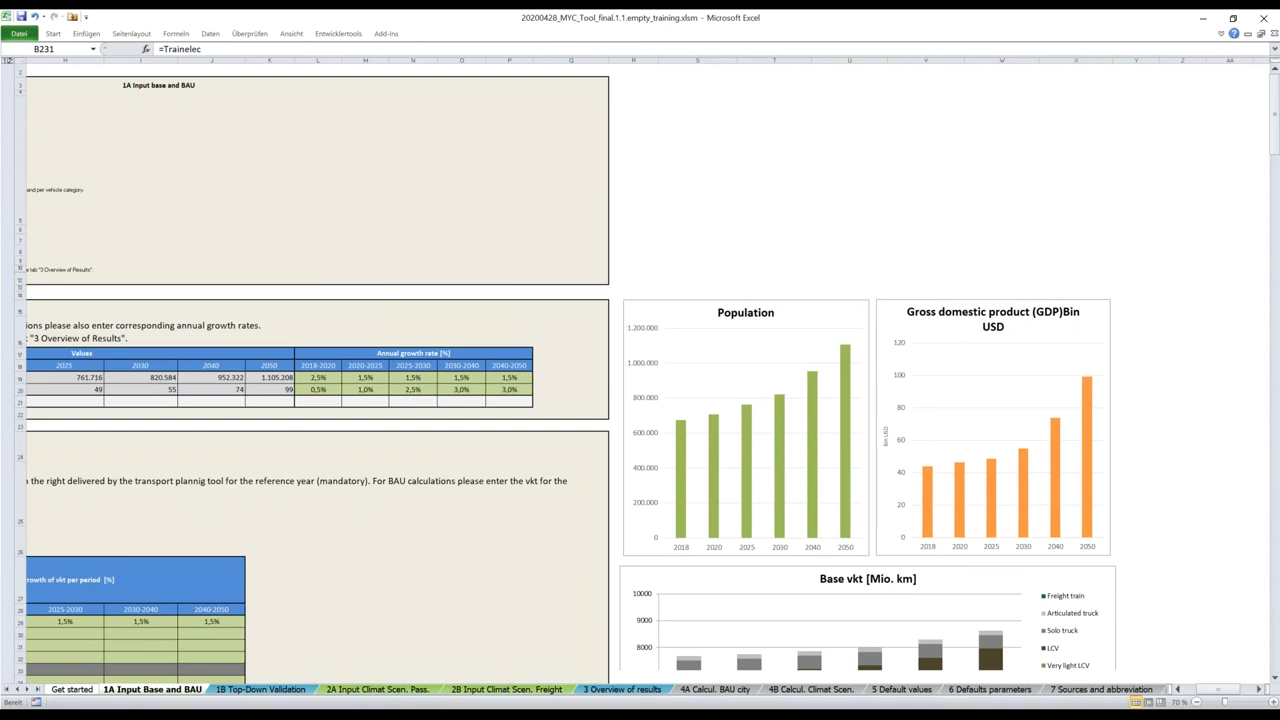 20200428_MYC_Tool_final.1.1.empty_training.xlsm - Microsoft Excel
Datei Start Einfügen Seitenlayout Formeln Daten Überprüfen Ansicht Entwicklertools Add-Ins
B231 fx =Trainelec
H I J K L M N O P Q R S T U V W X Y Z AA
1A Input base and BAU
and per vehicle category.
e tab "3 Overview of Results".
ions please also enter corresponding annual growth rates.
"3 Overview of Results".
Values Annual growth rate [%]
2025 2030 2040 2050 2018-2020 2020-2025 2025-2030 2030-2040 2040-2050
761.716 820.584 952.322 1.105.208 2,5% 1,5% 1,5% 1,5% 1,5%
49 55 74 99 0,5% 1,0% 2,5% 3,0% 3,0%
n the right delivered by the transport plannig tool for the reference year (mandatory). For BAU calculations please enter the vkt for the
rowth of vkt per period [%]
2025-2030 2030-2040 2040-2050
1,5% 1,5% 1,5%
Population
1.200.000
1.000.000
800.000
600.000
400.000
200.000
0
2018 2020 2025 2030 2040 2050
Gross domestic product (GDP)Bin
USD
120
100
80
60
40
20
0
Bin USD
2018 2020 2025 2030 2040 2050
Base vkt [Mio. km]
10000
9000
8000
Freight train
Articulated truck
Solo truck
LCV
Very light LCV
Get started 1A Input Base and BAU 1B Top-Down Validation 2A Input Climat Scen. Pass. 2B Input Climat Scen. Freight 3 Overview of results 4A Calcul. BAU city 4B Calcul. Climat Scen. 5 Default values 6 Defaults parameters 7 Sources and abbreviation
Bereit 70 %